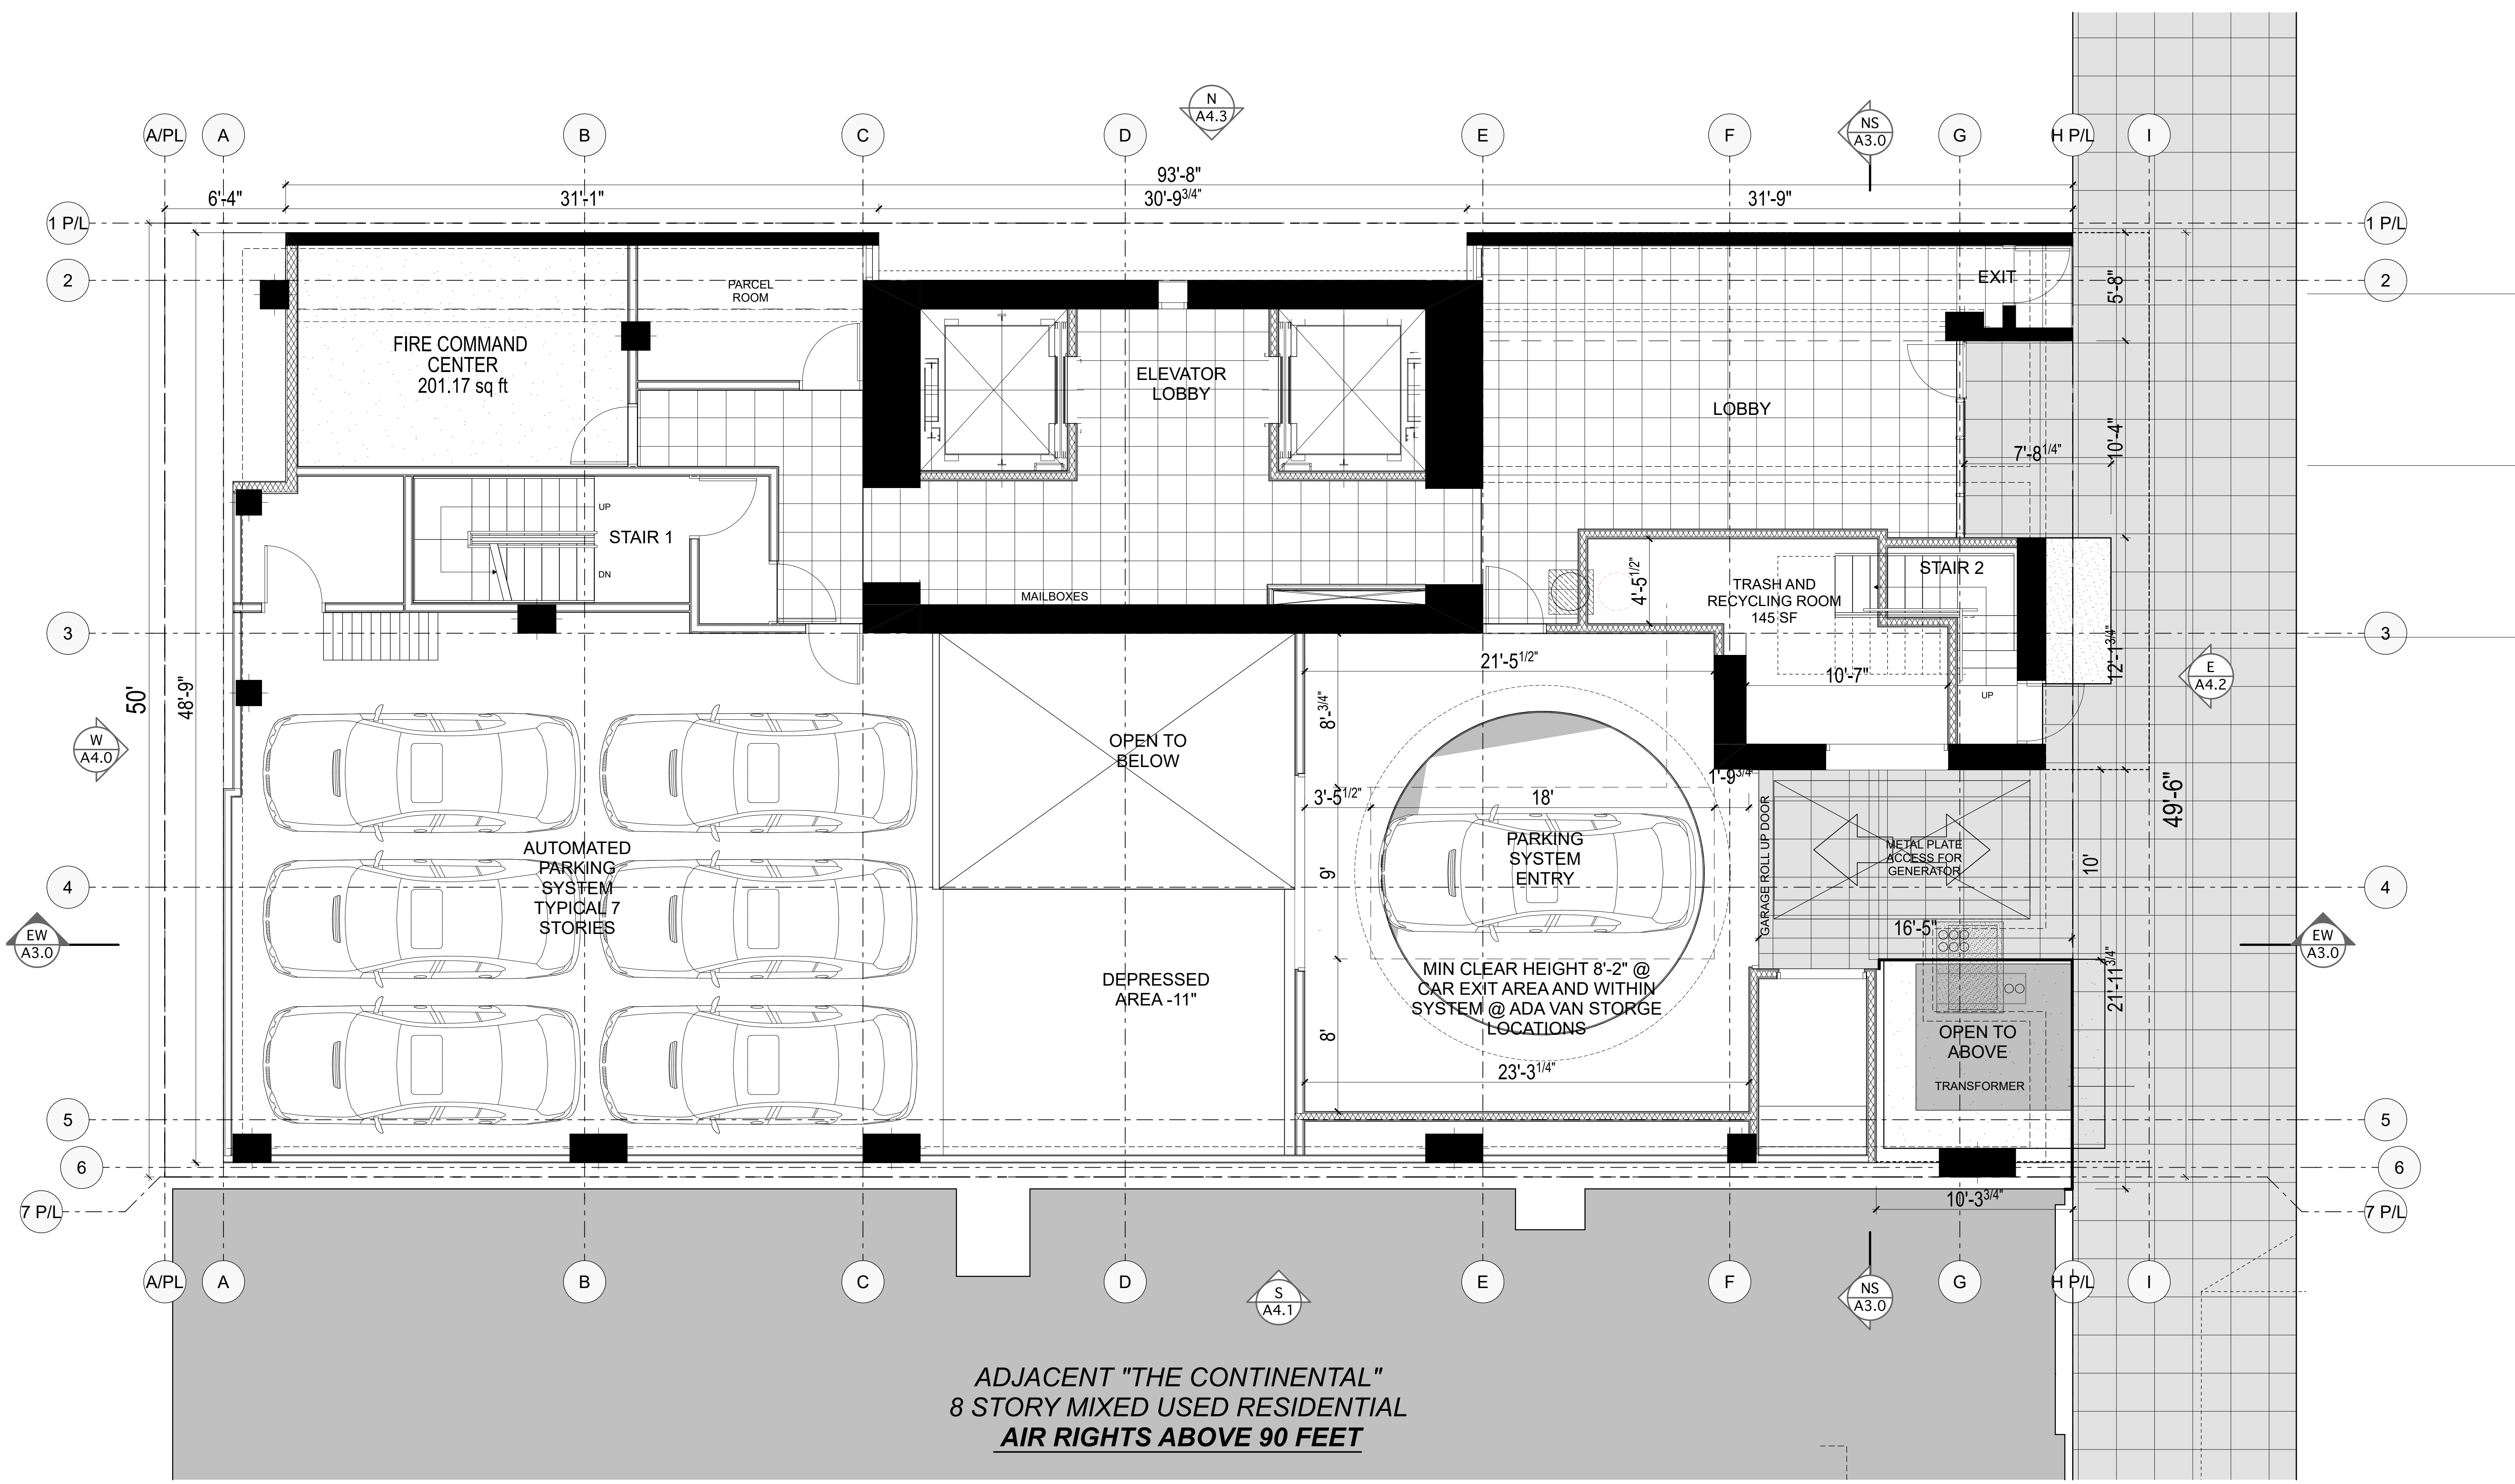 N
A4.3
A/PL
A
B
C
D
E
F
NS
A3.0
G
H P/L
I
93'-8"
6'-4"
31'-1"
30'-9 3/4"
31'-9"
1 P/L
1 P/L
2
2
EXIT
5'-8"
PARCEL
ROOM
FIRE COMMAND
CENTER
201.17 sq ft
ELEVATOR
LOBBY
LOBBY
7'-8 1/4"
10'-4"
UP
STAIR 1
DN
MAILBOXES
4'-5 1/2"
TRASH AND
RECYCLING ROOM
145 SF
STAIR 2
3
3
12'-1 3/4"
E
A4.2
50'
48'-9"
21'-5 1/2"
10'-7"
UP
8'- 3/4"
W
A4.0
OPEN TO
BELOW
1'-9 3/4"
3'-5 1/2"
18'
49'-6"
GARAGE ROLL UP DOOR
PARKING
SYSTEM
ENTRY
METAL PLATE
ACCESS FOR
GENERATOR
AUTOMATED
PARKING
SYSTEM
TYPICAL 7
STORIES
9'
10'
4
4
EW
A3.0
16'-5"
EW
A3.0
DEPRESSED
AREA -11"
MIN CLEAR HEIGHT 8'-2" @
CAR EXIT AREA AND WITHIN
SYSTEM @ ADA VAN STORGE
LOCATIONS
21'-11 3/4"
8'
OPEN TO
ABOVE
TRANSFORMER
23'-3 1/4"
5
5
6
6
7 P/L
10'-3 3/4"
7 P/L
A/PL
A
B
C
D
S
A4.1
E
F
NS
A3.0
G
H P/L
I
ADJACENT "THE CONTINENTAL"
8 STORY MIXED USED RESIDENTIAL
AIR RIGHTS ABOVE 90 FEET